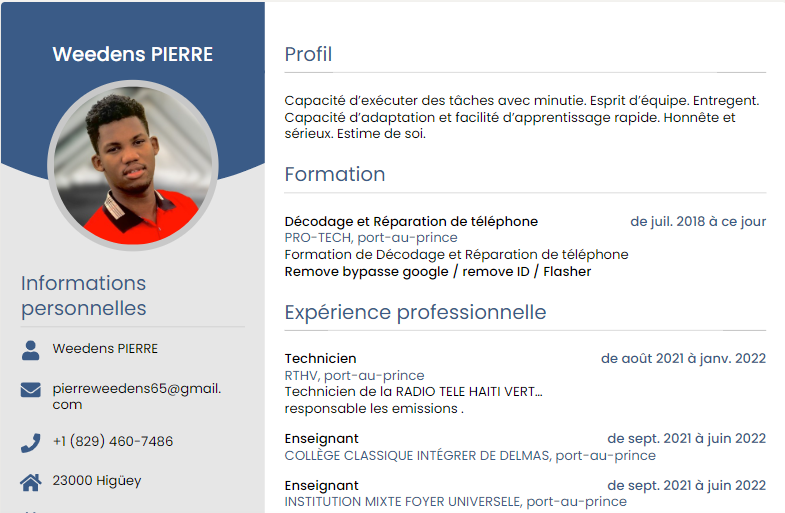 Weedens PIERRE
Informations
personnelles
Weedens PIERRE
pierreweedens65@gmail.
com
+1 (829) 460-7486
23000 Higüey
Profil
Capacité d’exécuter des tâches avec minutie. Esprit d’équipe. Entregent.
Capacité d’adaptation et facilité d’apprentissage rapide. Honnête et
sérieux. Estime de soi.
Formation
Décodage et Réparation de téléphone de juil. 2018 à ce jour
PRO-TECH, port-au-prince
Formation de Décodage et Réparation de téléphone
Remove bypasse google / remove ID / Flasher
Expérience professionnelle
Technicien de août 2021 à janv. 2022
RTHV, port-au-prince
Technicien de la RADIO TELE HAITI VERT...
responsable les emissions .
Enseignant de sept. 2021 à juin 2022
COLLÈGE CLASSIQUE INTÉGRER DE DELMAS, port-au-prince
Enseignant de sept. 2021 à juin 2022
INSTITUTION MIXTE FOYER UNIVERSELE, port-au-prince